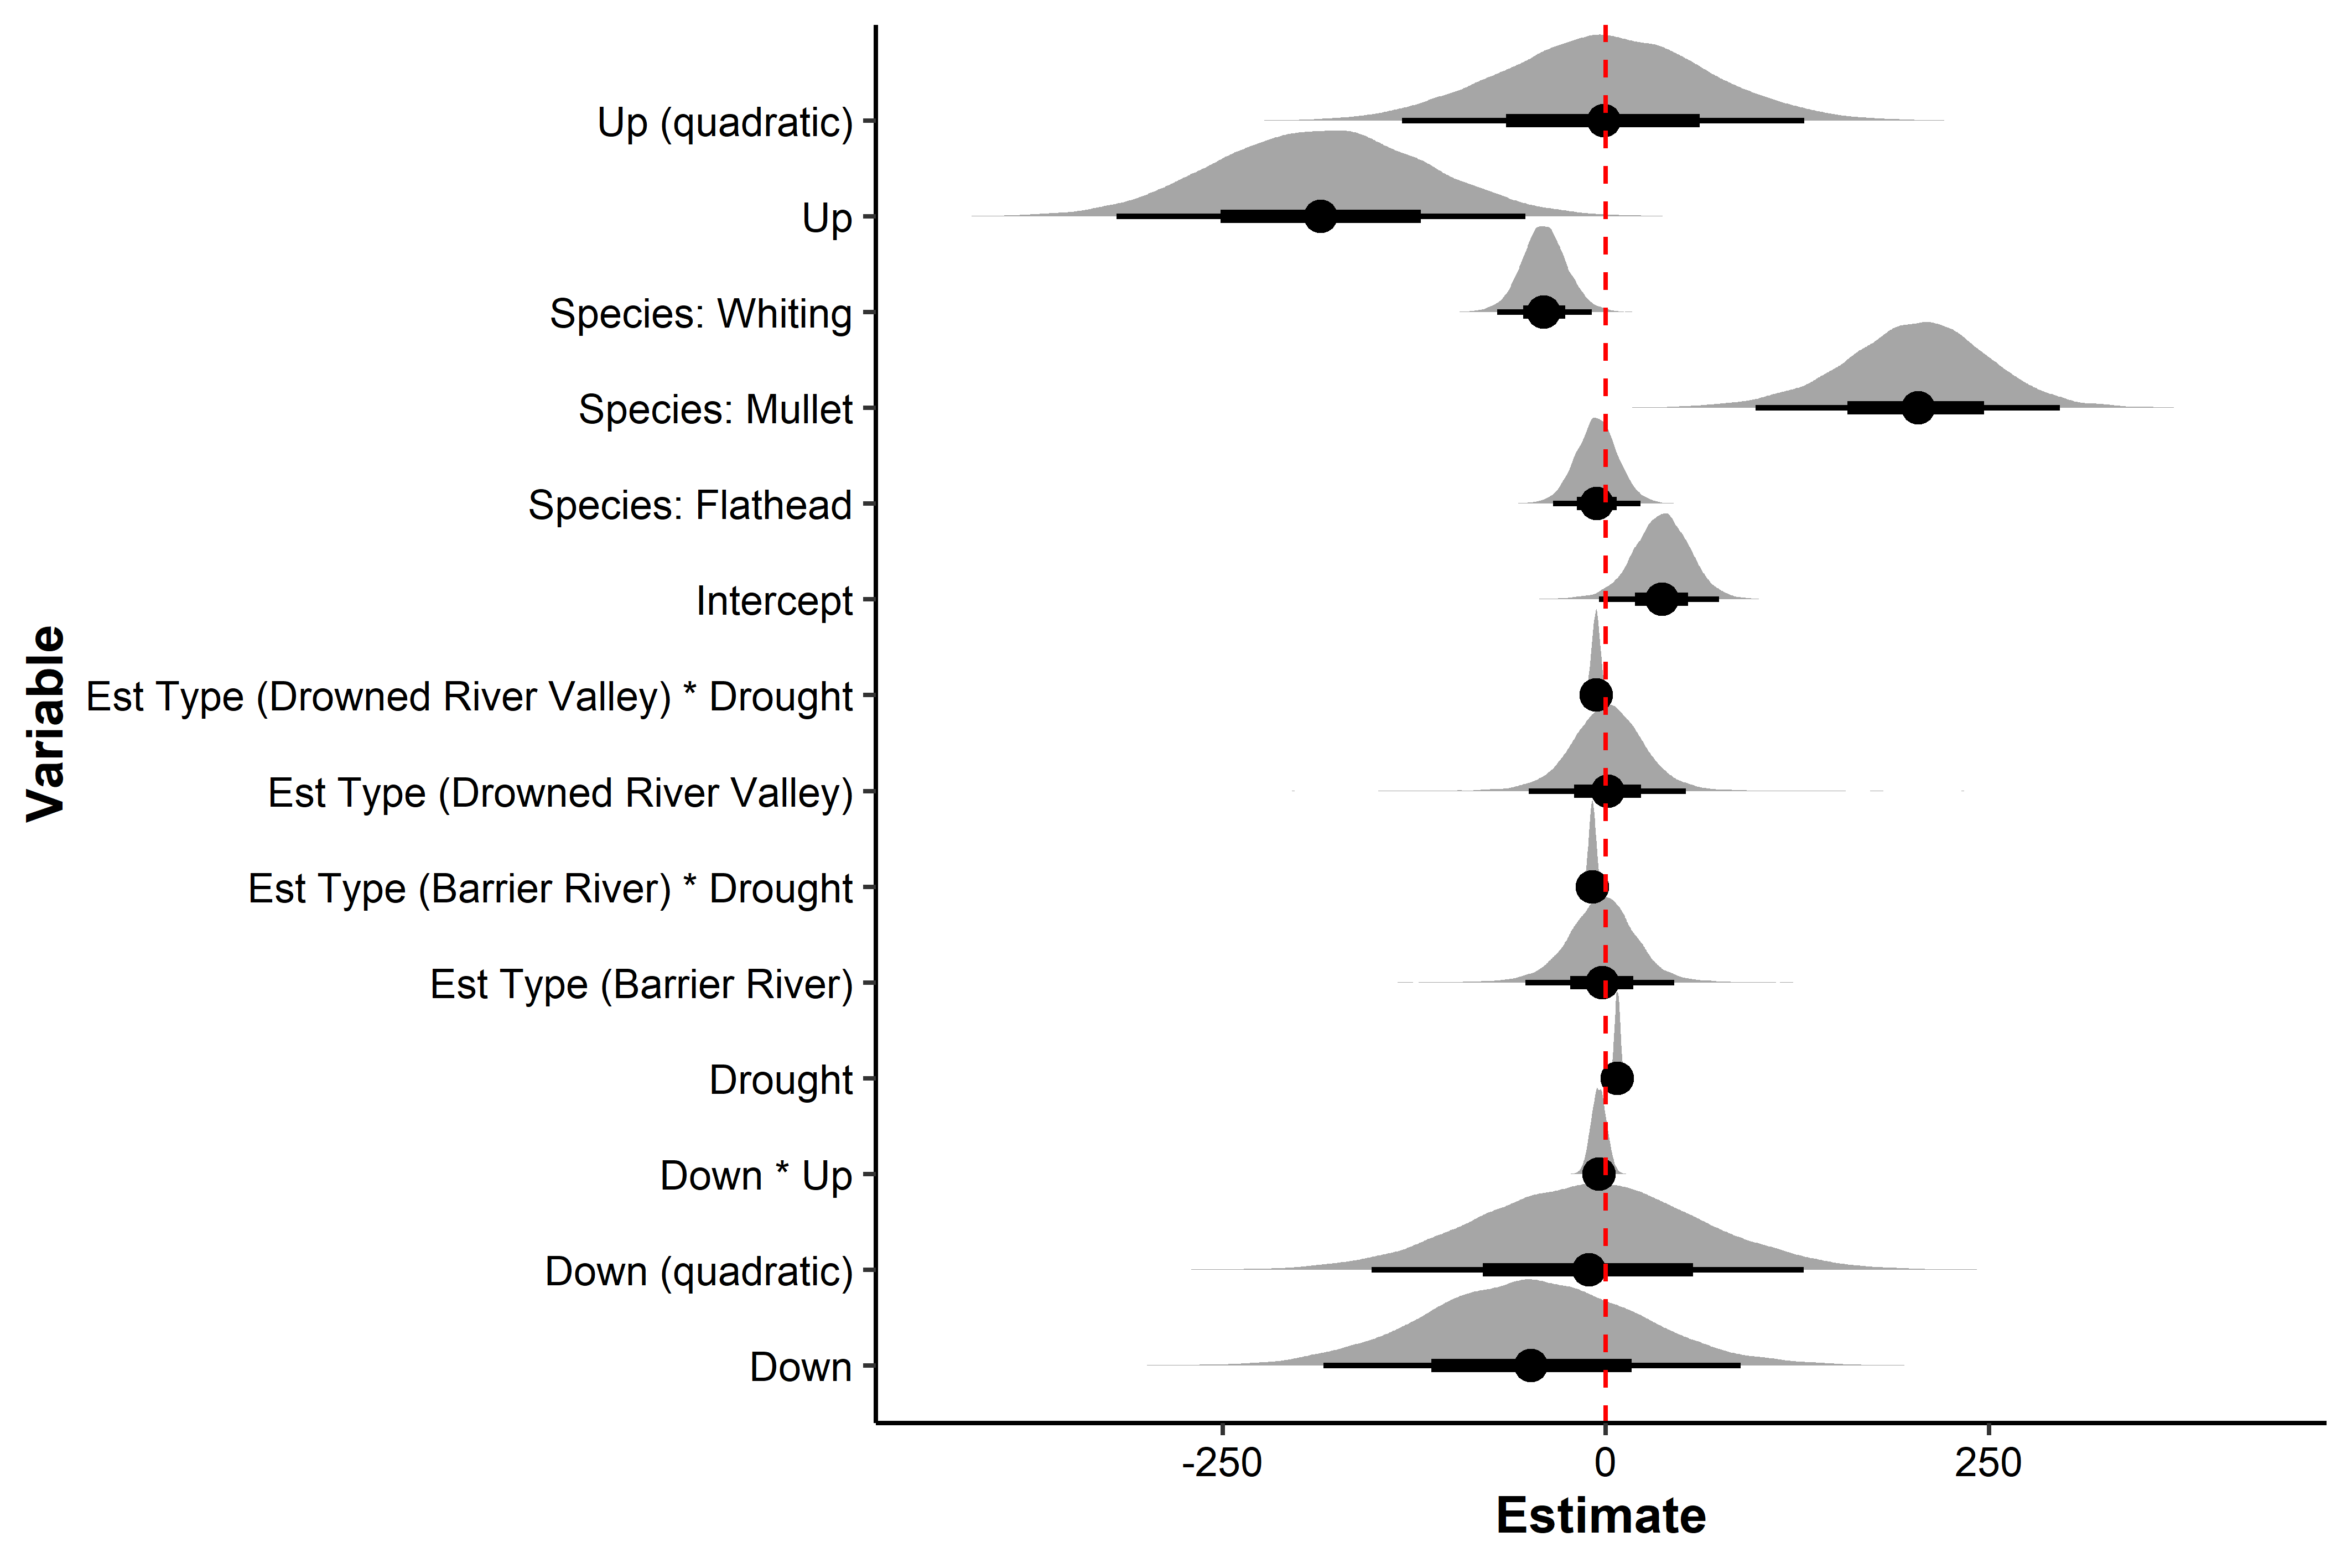 Variable
Up (quadratic)
Up
Species: Whiting
Species: Mullet
Species: Flathead
Intercept
Est Type (Drowned River Valley) * Drought
Est Type (Drowned River Valley)
Est Type (Barrier River) * Drought
Est Type (Barrier River)
Drought
Down * Up
Down (quadratic)
Down
-250 0 250
Estimate